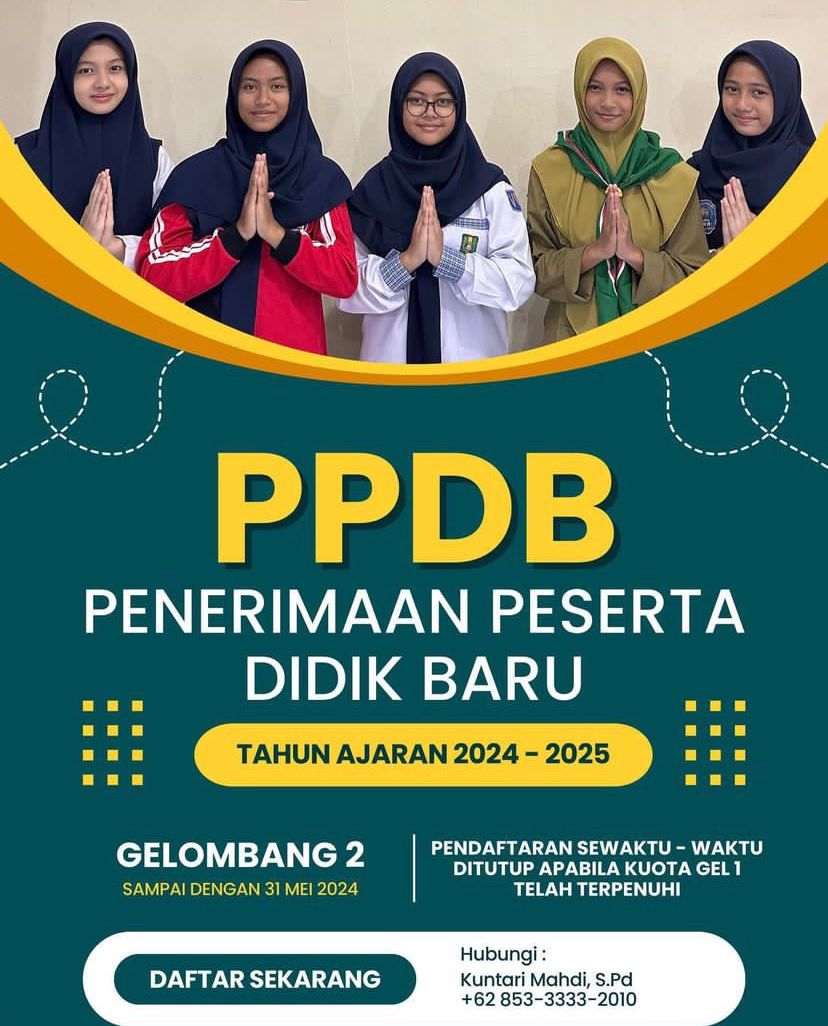 PPDB
PENERIMAAN PESERTA
DIDIK BARU
TAHUN AJARAN 2024 - 2025
GELOMBANG 2
SAMPAI DENGAN 31 MEI 2024
PENDAFTARAN SEWAKTU - WAKTU
DITUTUP APABILA KUOTA GEL 1
TELAH TERPENUHI
DAFTAR SEKARANG
Hubungi :
Kuntari Mahdi, S.Pd
+62 853-3333-2010